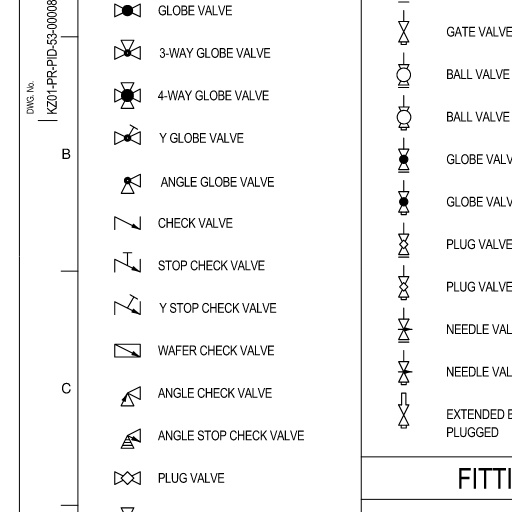 DWG. No.
KZ01-PR-PID-53-00008
B
C
GLOBE VALVE
3-WAY GLOBE VALVE
4-WAY GLOBE VALVE
Y GLOBE VALVE
ANGLE GLOBE VALVE
CHECK VALVE
STOP CHECK VALVE
Y STOP CHECK VALVE
WAFER CHECK VALVE
ANGLE CHECK VALVE
ANGLE STOP CHECK VALVE
PLUG VALVE
GATE VALVE
BALL VALVE
BALL VALVE
GLOBE VALV
GLOBE VALV
PLUG VALVE
PLUG VALVE
NEEDLE VAL
NEEDLE VAL
EXTENDED B
PLUGGED
FITTI